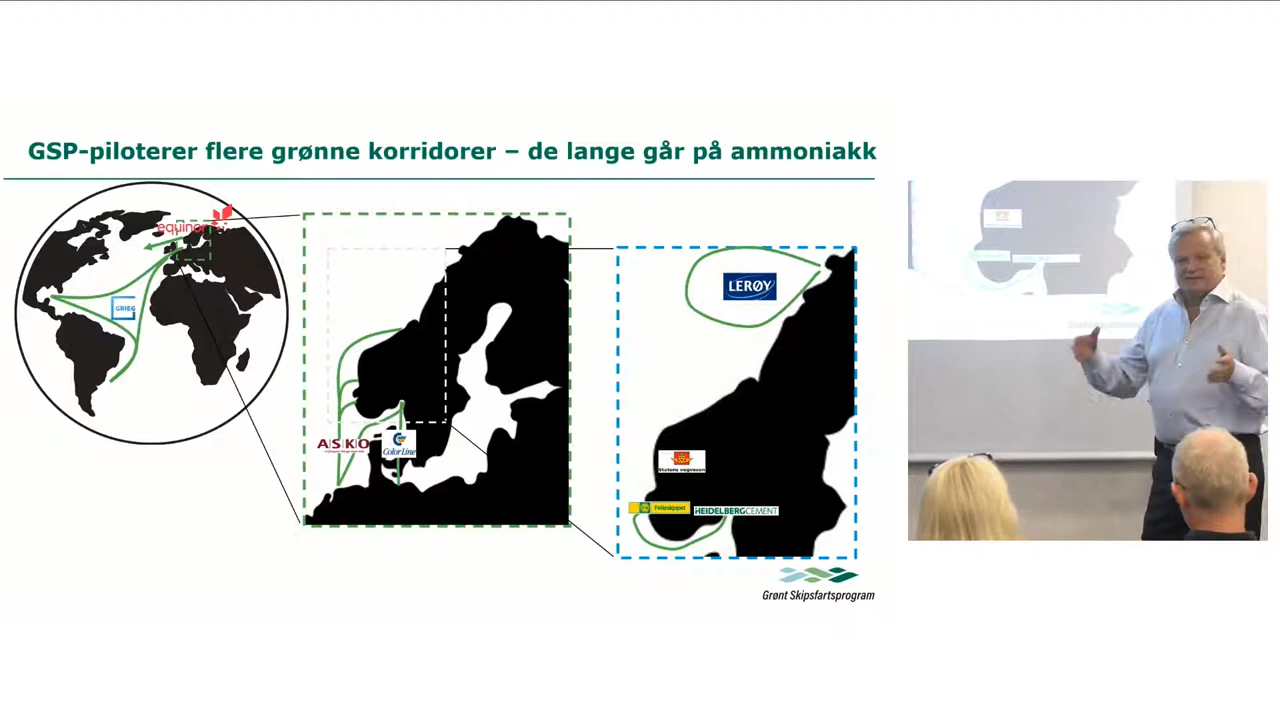 GSP-piloterer flere grønne korridorer – de lange går på ammoniakk
equinor
GRIEG
ASKO
Color Line
LERØY
Statens vegvesen
Felleskjøpet
HEIDELBERGCEMENT
Grønt Skipsfartsprogram